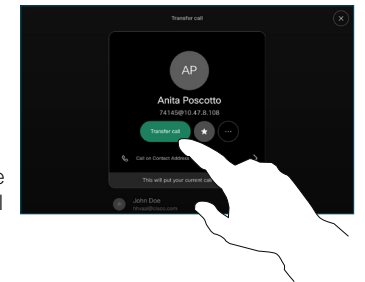 Transfer call
AP
Anita Poscotto
74145@10.47.8.108
Transfer call
Call on Contact Address
This will put your current
John Doe